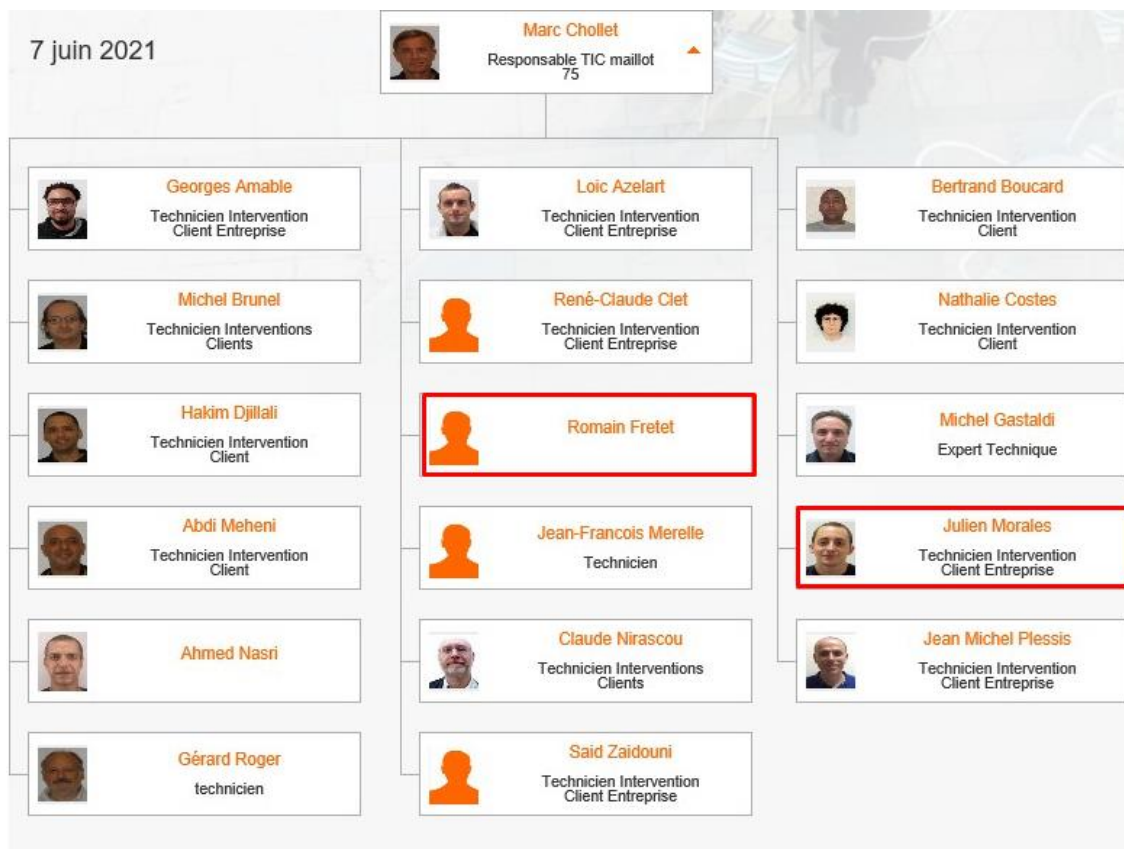 7 juin 2021
Marc Chollet
Responsable TIC maillot
75
Georges Amable
Technicien Intervention
Client Entreprise
Loic Azelart
Technicien Intervention
Client Entreprise
Bertrand Boucard
Technicien Intervention
Client
Michel Brunel
Technicien Interventions
Clients
René-Claude Clet
Technicien Intervention
Client Entreprise
Nathalie Costes
Technicien Intervention
Client
Hakim Djillali
Technicien Intervention
Client
Romain Fretet
Michel Gastaldi
Expert Technique
Abdi Meheni
Technicien Intervention
Client
Jean-Francois Merelle
Technicien
Julien Morales
Technicien Intervention
Client Entreprise
Ahmed Nasri
Claude Nirascou
Technicien Interventions
Clients
Jean Michel Plessis
Technicien Intervention
Client Entreprise
Gérard Roger
technicien
Said Zaidouni
Technicien Intervention
Client Entreprise